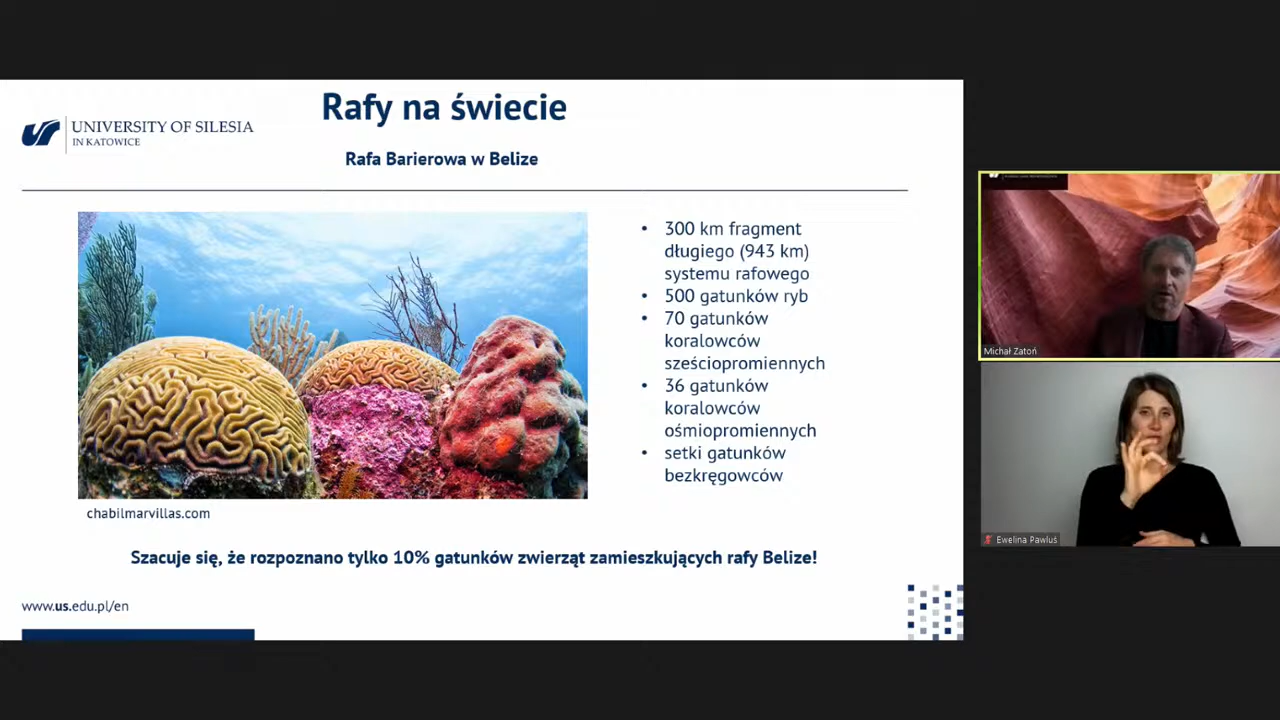 Rafy na świecie
UNIVERSITY OF SILESIA
IN KATOWICE
Rafa Barierowa w Belize
• 300 km fragment
długiego (943 km)
systemu rafowego
• 500 gatunków ryb
• 70 gatunków
koralowców
sześciopromiennych
• 36 gatunków
koralowców
ośmiopromiennych
• setki gatunków
bezkręgowców
chabilmarvillas.com
Szacuje się, że rozpoznano tylko 10% gatunków zwierząt zamieszkujących rafy Belize!
www.us.edu.pl/en
Michał Zatoń
Ewelina Pawluś